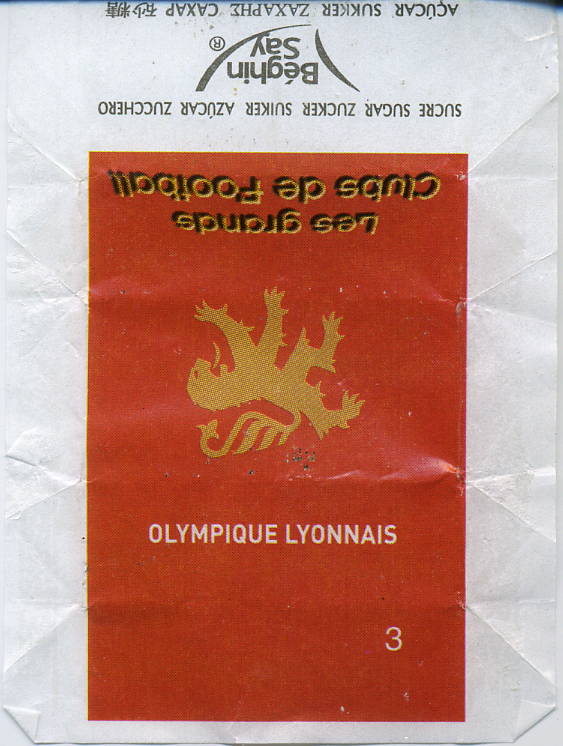 AÇÚCAR SUKKER ZAXAPHΣ CAXAP 砂糖
Béghin
Say ®
SUCRE SUGAR ZUCKER SUIKER AZÚCAR ZUCCHERO
Les grands
Clubs de Football
OLYMPIQUE LYONNAIS
3